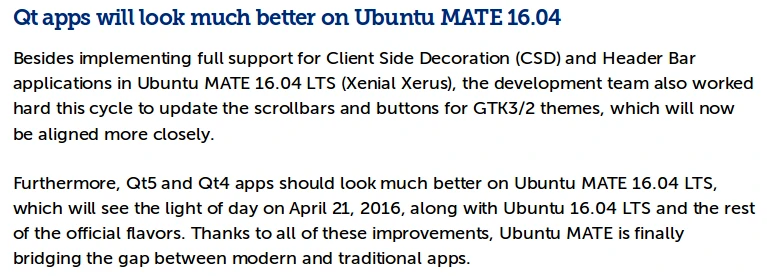 Qt apps will look much better on Ubuntu MATE 16.04
Besides implementing full support for Client Side Decoration (CSD) and Header Bar
applications in Ubuntu MATE 16.04 LTS (Xenial Xerus), the development team also worked
hard this cycle to update the scrollbars and buttons for GTK3/2 themes, which will now
be aligned more closely.
Furthermore, Qt5 and Qt4 apps should look much better on Ubuntu MATE 16.04 LTS,
which will see the light of day on April 21, 2016, along with Ubuntu 16.04 LTS and the rest
of the official flavors. Thanks to all of these improvements, Ubuntu MATE is finally
bridging the gap between modern and traditional apps.